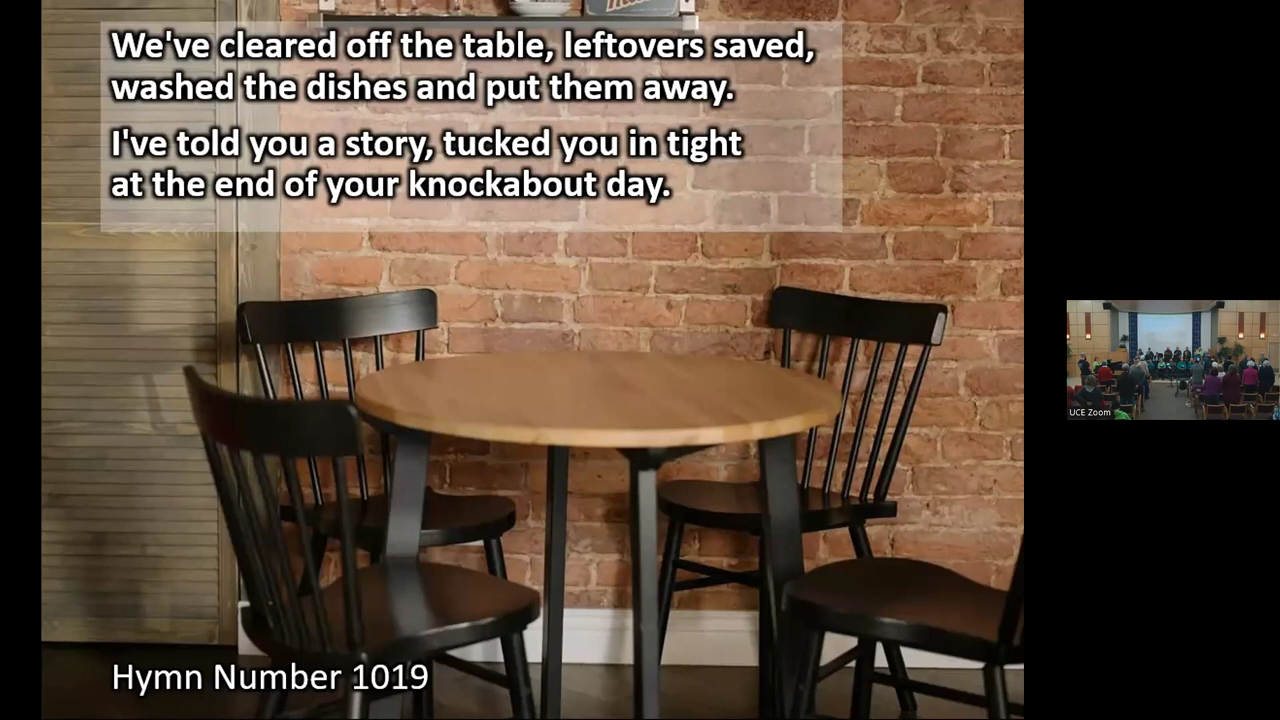 We've cleared off the table, leftovers saved,
washed the dishes and put them away.
I've told you a story, tucked you in tight
at the end of your knockabout day.
UCE Zoom
Hymn Number 1019